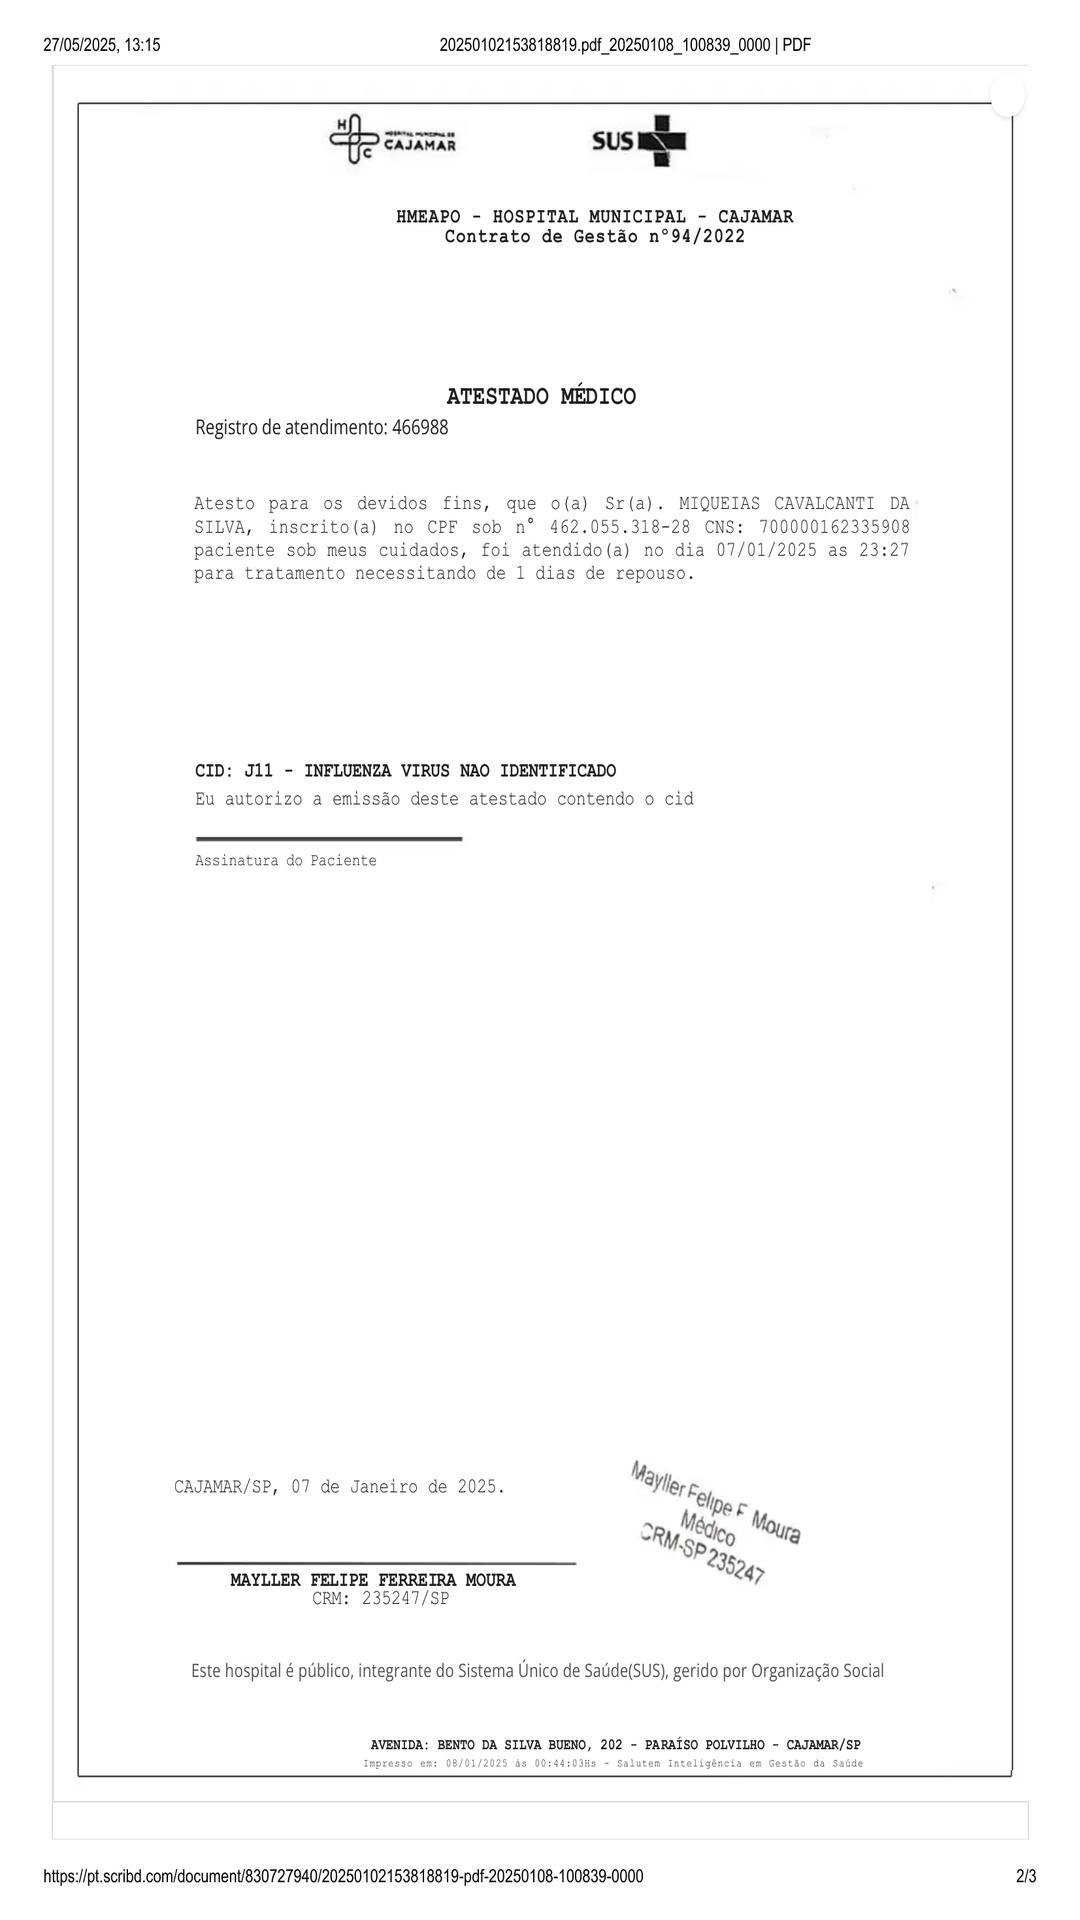 27/05/2025, 13:15
20250102153818819.pdf_20250108_100839_0000 | PDF
H C
HOSPITAL MUNICIPAL DE
CAJAMAR
SUS
HMEAPO - HOSPITAL MUNICIPAL - CAJAMAR
Contrato de Gestão n°94/2022
ATESTADO MÉDICO
Registro de atendimento: 466988
Atesto para os devidos fins, que o(a) Sr(a). MIQUEIAS CAVALCANTI DA
SILVA, inscrito(a) no CPF sob n° 462.055.318-28 CNS: 700000162335908
paciente sob meus cuidados, foi atendido(a) no dia 07/01/2025 as 23:27
para tratamento necessitando de 1 dias de repouso.
CID: J11 - INFLUENZA VIRUS NAO IDENTIFICADO
Eu autorizo a emissão deste atestado contendo o cid
Assinatura do Paciente
CAJAMAR/SP, 07 de Janeiro de 2025.
Mayller Felipe F Moura
Médico
CRM-SP 235247
MAYLLER FELIPE FERREIRA MOURA
CRM: 235247/SP
Este hospital é público, integrante do Sistema Único de Saúde(SUS), gerido por Organização Social
AVENIDA: BENTO DA SILVA BUENO, 202 - PARAÍSO POLVILHO - CAJAMAR/SP
Impresso em: 08/01/2025 às 00:44:03Hs - Salutem Inteligência em Gestão da Saúde
https://pt.scribd.com/document/830727940/20250102153818819-pdf-20250108-100839-0000
2/3